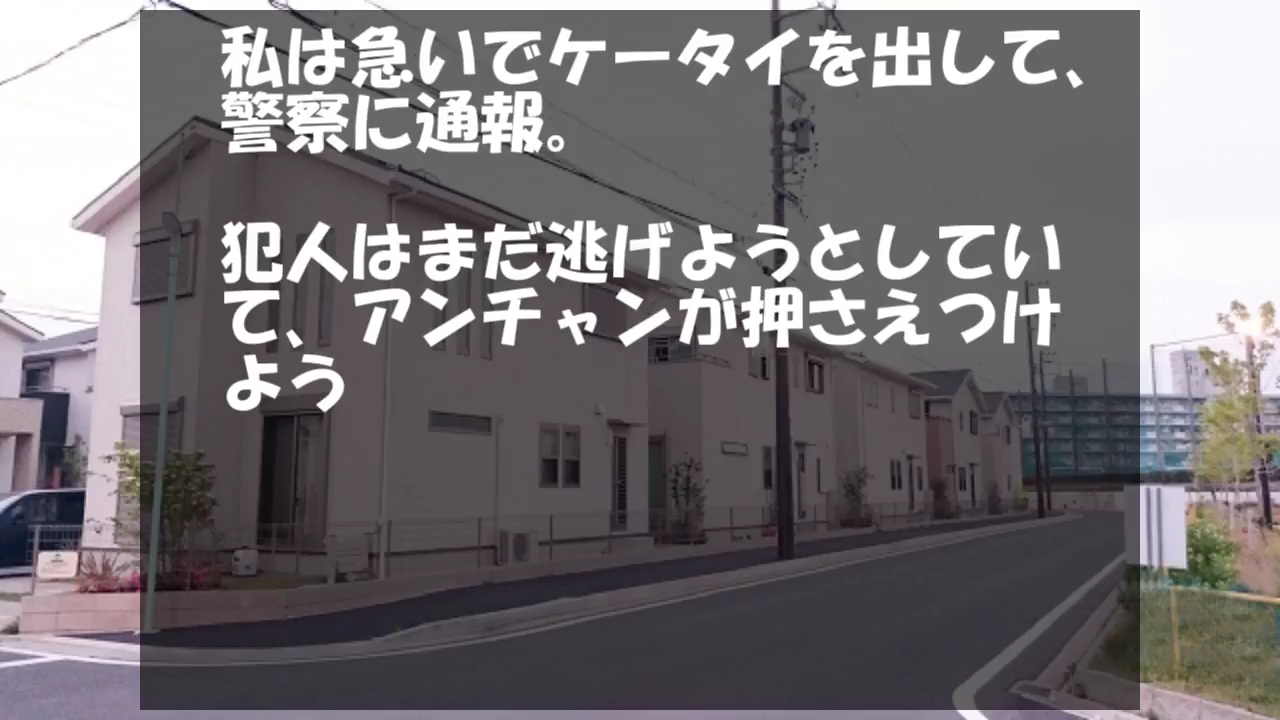 私は急いでケータイを出して、
警察に通報。
犯人はまだ逃げようとしてい
て、アンチャンが押さえつけ
よう